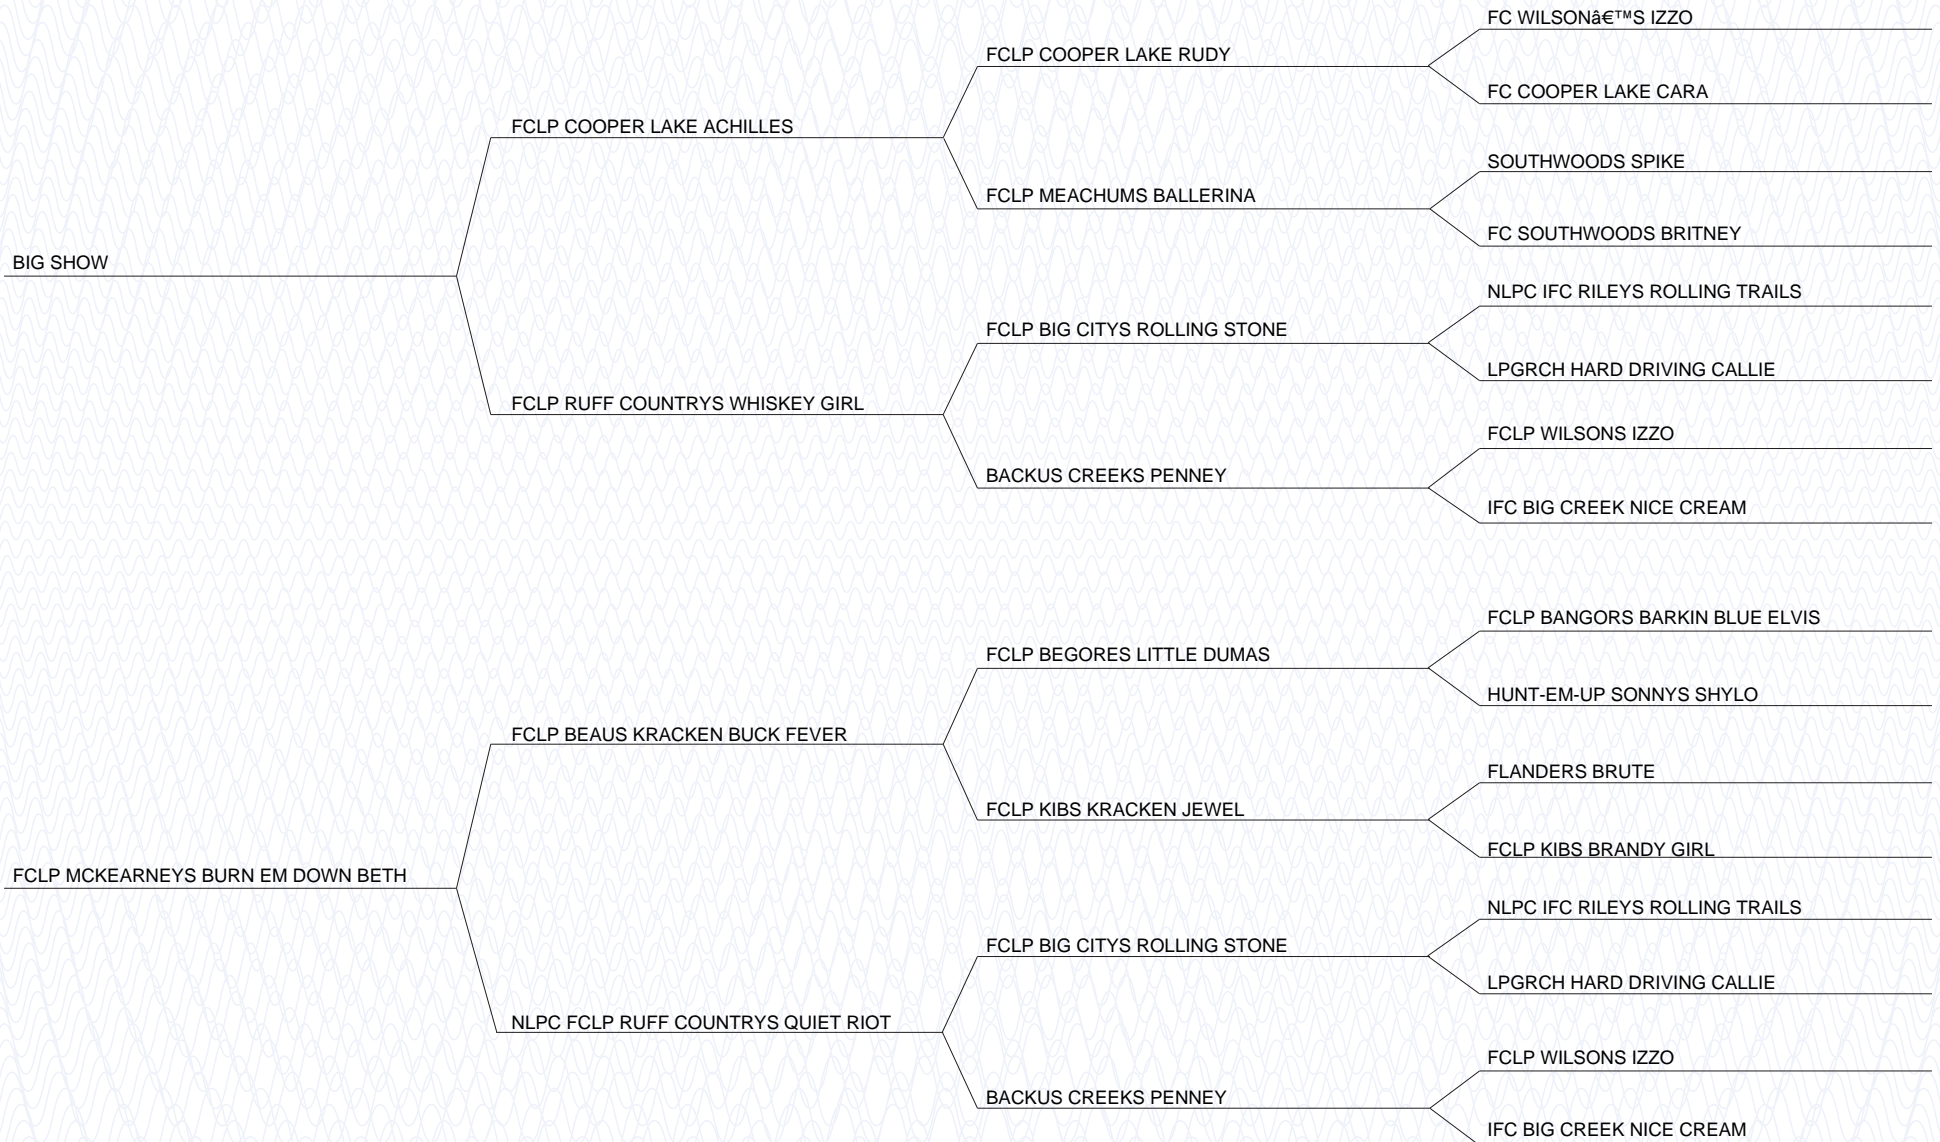 FC WILSONâ€™S IZZO
FCLP COOPER LAKE RUDY
FC COOPER LAKE CARA
FCLP COOPER LAKE ACHILLES
SOUTHWOODS SPIKE
FCLP MEACHUMS BALLERINA
FC SOUTHWOODS BRITNEY
BIG SHOW
NLPC IFC RILEYS ROLLING TRAILS
FCLP BIG CITYS ROLLING STONE
LPGRCH HARD DRIVING CALLIE
FCLP RUFF COUNTRYS WHISKEY GIRL
FCLP WILSONS IZZO
BACKUS CREEKS PENNEY
IFC BIG CREEK NICE CREAM
FCLP BANGORS BARKIN BLUE ELVIS
FCLP BEGORES LITTLE DUMAS
HUNT-EM-UP SONNYS SHYLO
FCLP BEAUS KRACKEN BUCK FEVER
FLANDERS BRUTE
FCLP KIBS KRACKEN JEWEL
FCLP KIBS BRANDY GIRL
FCLP MCKEARNEYS BURN EM DOWN BETH
NLPC IFC RILEYS ROLLING TRAILS
FCLP BIG CITYS ROLLING STONE
LPGRCH HARD DRIVING CALLIE
NLPC FCLP RUFF COUNTRYS QUIET RIOT
FCLP WILSONS IZZO
BACKUS CREEKS PENNEY
IFC BIG CREEK NICE CREAM